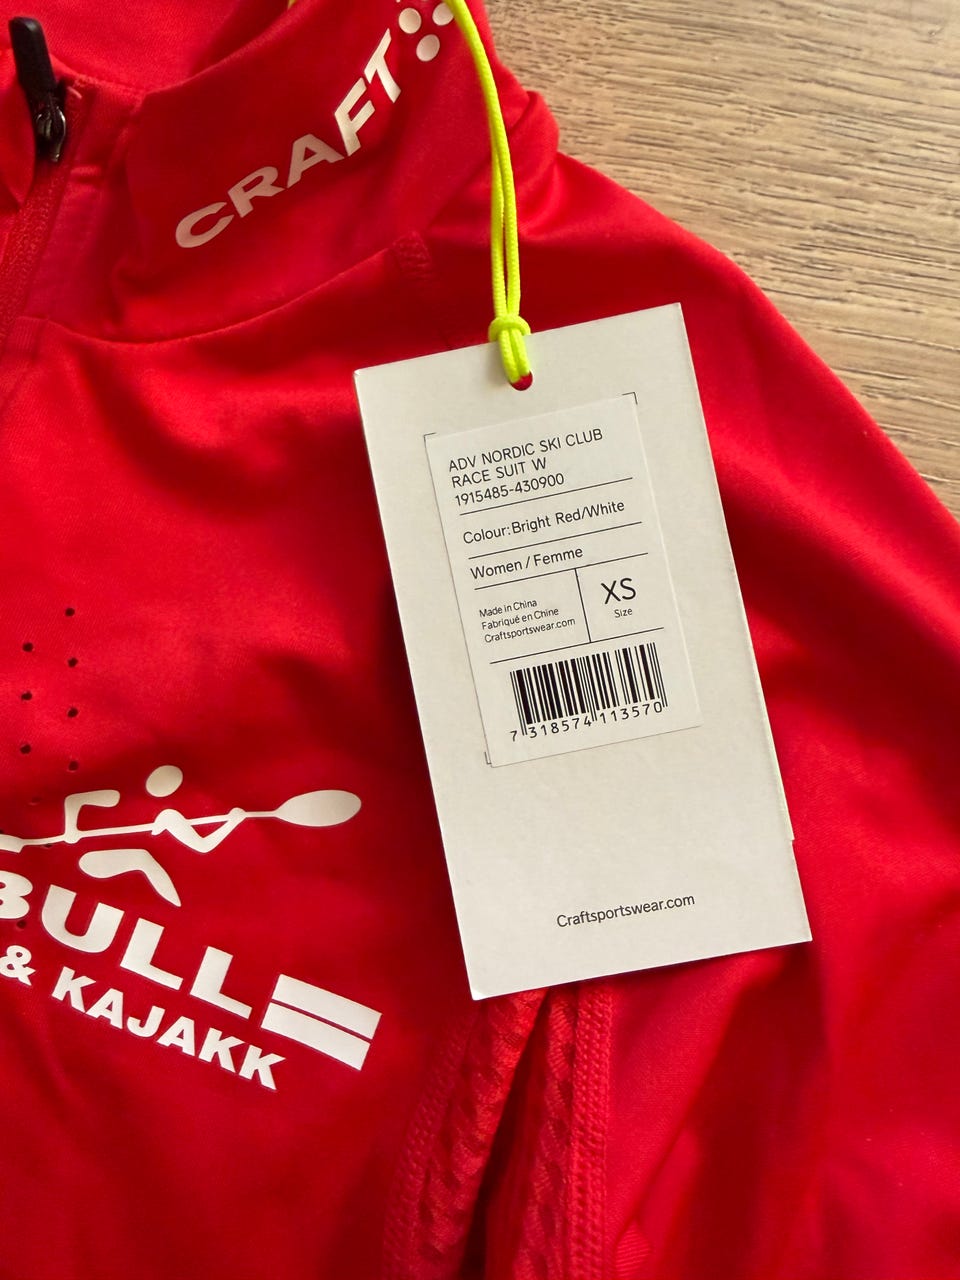 CRAFT
ADV NORDIC SKI CLUB
RACE SUIT W
1915485-430900
Colour: Bright Red/White
Women / Femme
Made in China
Fabriqué en Chine
Craftsportswear.com
XS
Size
7 318574 113570
Craftsportswear.com
BULL
& KAJAKK